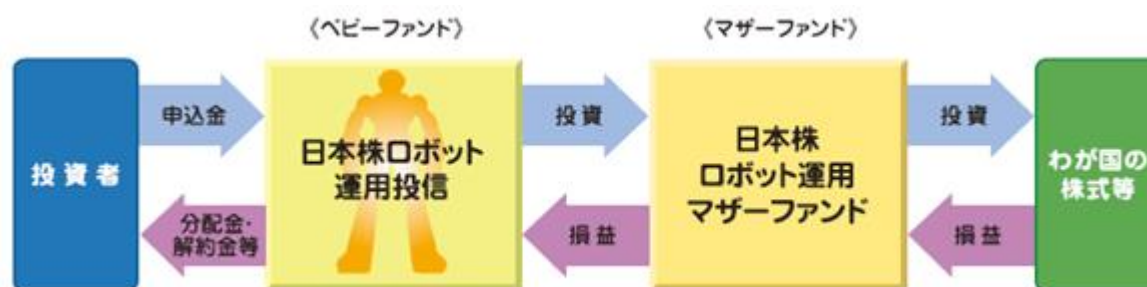 〈ベビーファンド〉
〈マザーファンド〉
投資者
申込金
分配金・
解約金等
日本株ロボット
運用投信
投資
損益
日本株
ロボット運用
マザーファンド
投資
損益
わが国の
株式等